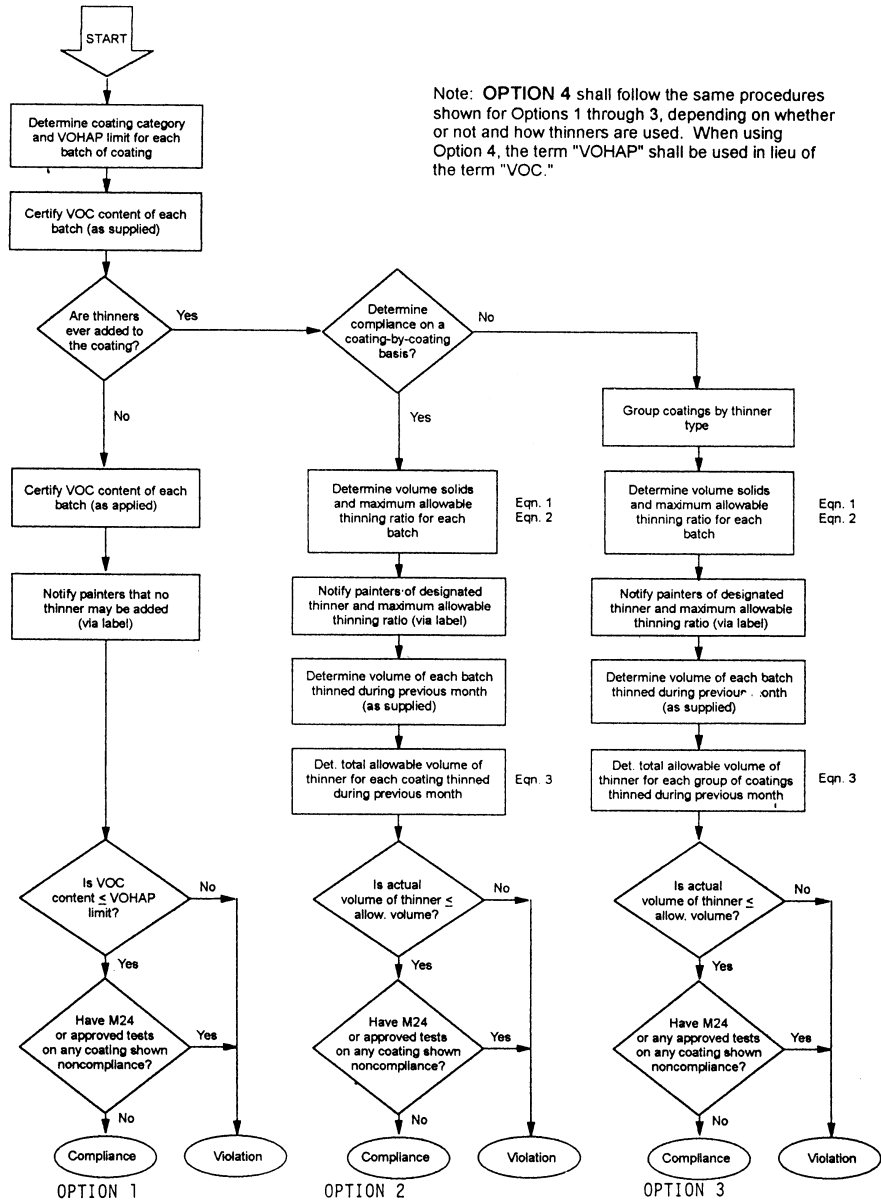 START
Note: OPTION 4 shall follow the same procedures
shown for Options 1 through 3, depending on whether
or not and how thinners are used. When using
Option 4, the term "VOHAP" shall be used in lieu of
the term "VOC."
Determine coating category
and VOHAP limit for each
batch of coating
Certify VOC content of each
batch (as supplied)
Are thinners
ever added to
the coating?
Yes
No
Determine
compliance on a
coating-by-coating
basis?
No
Yes
Group coatings by thinner
type
Certify VOC content of each
batch (as applied)
Notify painters that no
thinner may be added
(via label)
Is VOC
content ≤ VOHAP
limit?
No
Yes
Have M24
or approved tests
on any coating shown
noncompliance?
Yes
No
Compliance
Violation
OPTION 1
Determine volume solids
and maximum allowable
thinning ratio for each
batch
Eqn. 1
Eqn. 2
Notify painters of designated
thinner and maximum allowable
thinning ratio (via label)
Determine volume of each batch
thinned during previous month
(as supplied)
Det. total allowable volume of
thinner for each coating thinned
during previous month
Eqn. 3
Is actual
volume of thinner ≤
allow. volume?
No
Yes
Have M24
or approved tests
on any coating shown
noncompliance?
Yes
No
Compliance
Violation
OPTION 2
Determine volume solids
and maximum allowable
thinning ratio for each
batch
Eqn. 1
Eqn. 2
Notify painters of designated
thinner and maximum allowable
thinning ratio (via label)
Determine volume of each batch
thinned during
(as supplied)
Det. total allowable volume of
thinner for each group of coatings
thinned during previous month
Eqn. 3
Is actual
volume of thinner ≤
allow. volume?
No
Yes
Have M24
or any approved tests
on any coating shown
noncompliance?
Yes
No
Compliance
Violation
OPTION 3